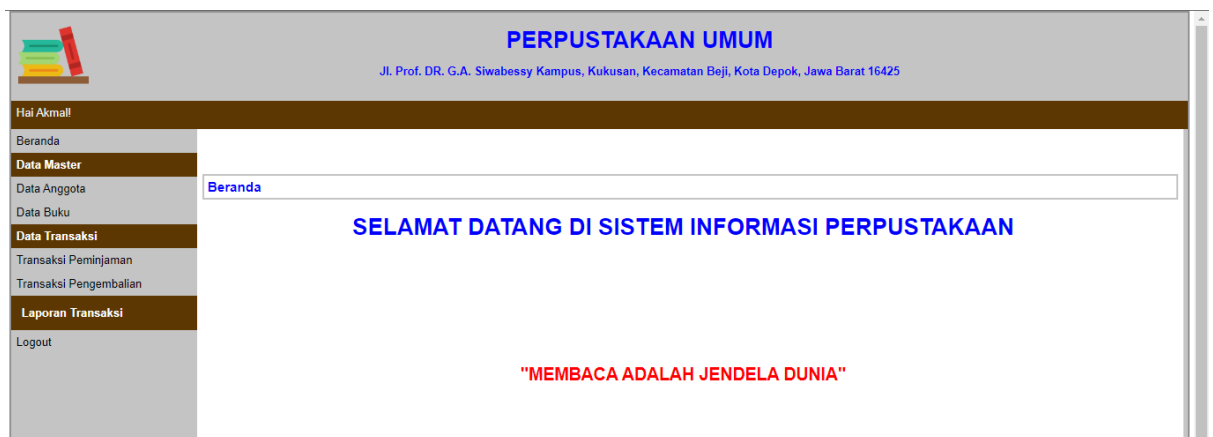 PERPUSTAKAAN UMUM
Jl. Prof. DR. G.A. Siwabessy Kampus, Kukusan, Kecamatan Beji, Kota Depok, Jawa Barat 16425
Hai Akmal!
Beranda
Data Master
Data Anggota
Data Buku
Data Transaksi
Transaksi Peminjaman
Transaksi Pengembalian
Laporan Transaksi
Logout
Beranda
SELAMAT DATANG DI SISTEM INFORMASI PERPUSTAKAAN
"MEMBACA ADALAH JENDELA DUNIA"